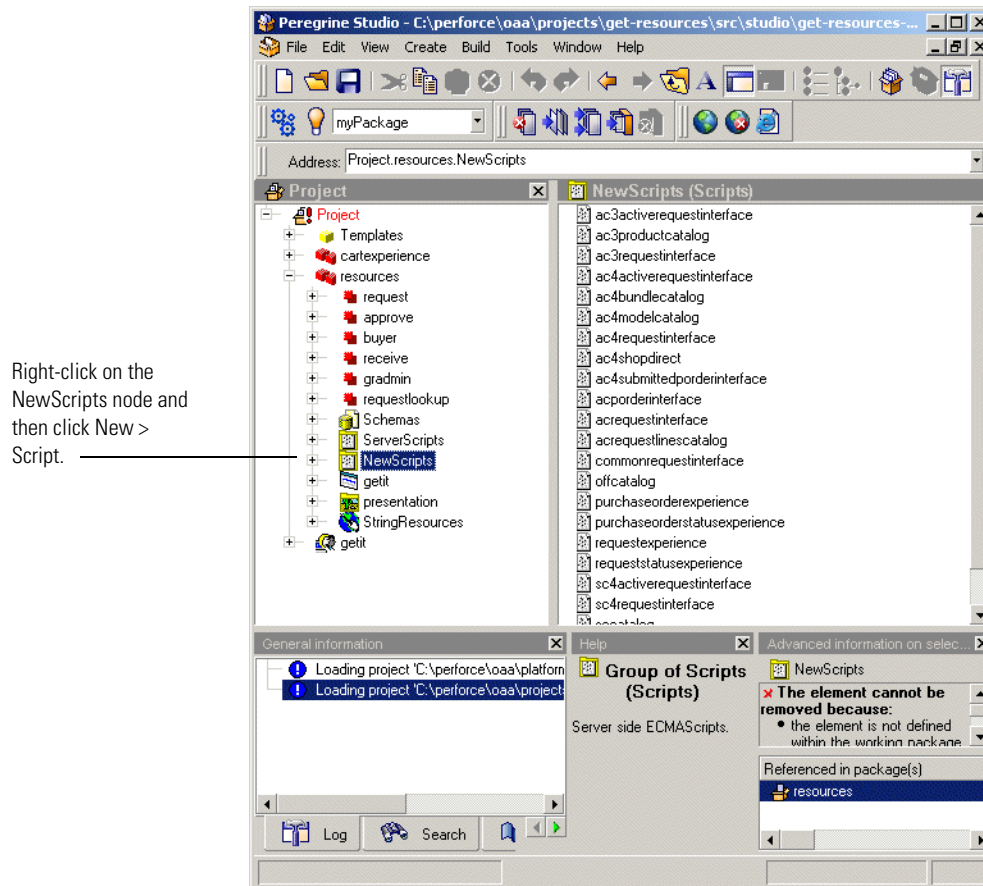 Peregrine Studio - C:\perforce\oaa\projects\get-resources\src\studio\get-resources-...
File Edit View Create Build Tools Window Help
myPackage
Address: Project.resources.NewScripts
Project
Project
Templates
cartexperience
resources
request
approve
buyer
receive
gradmin
requestlookup
Schemas
ServerScripts
NewScripts
getit
presentation
StringResources
getit
Right-click on the
NewScripts node and
then click New >
Script.
NewScripts (Scripts)
ac3activerequestinterface
ac3productcatalog
ac3requestinterface
ac4activerequestinterface
ac4bundlecatalog
ac4modelcatalog
ac4requestinterface
ac4shopdirect
ac4submittedporderinterface
acporderinterface
acrequestinterface
acrequestlinescatalog
commonrequestinterface
offcatalog
purchaseorderexperience
purchaseorderstatusexperience
requestexperience
requeststatusexperience
sc4activerequestinterface
sc4requestinterface
General information
Loading project 'C:\perforce\oaa\platform
Loading project 'C:\perforce\oaa\project
Log Search
Help
Group of Scripts
(Scripts)
Server side ECMAScripts.
Advanced information on selec...
NewScripts
The element cannot be
removed because:
• the element is not defined
within the working package
Referenced in package(s)
resources